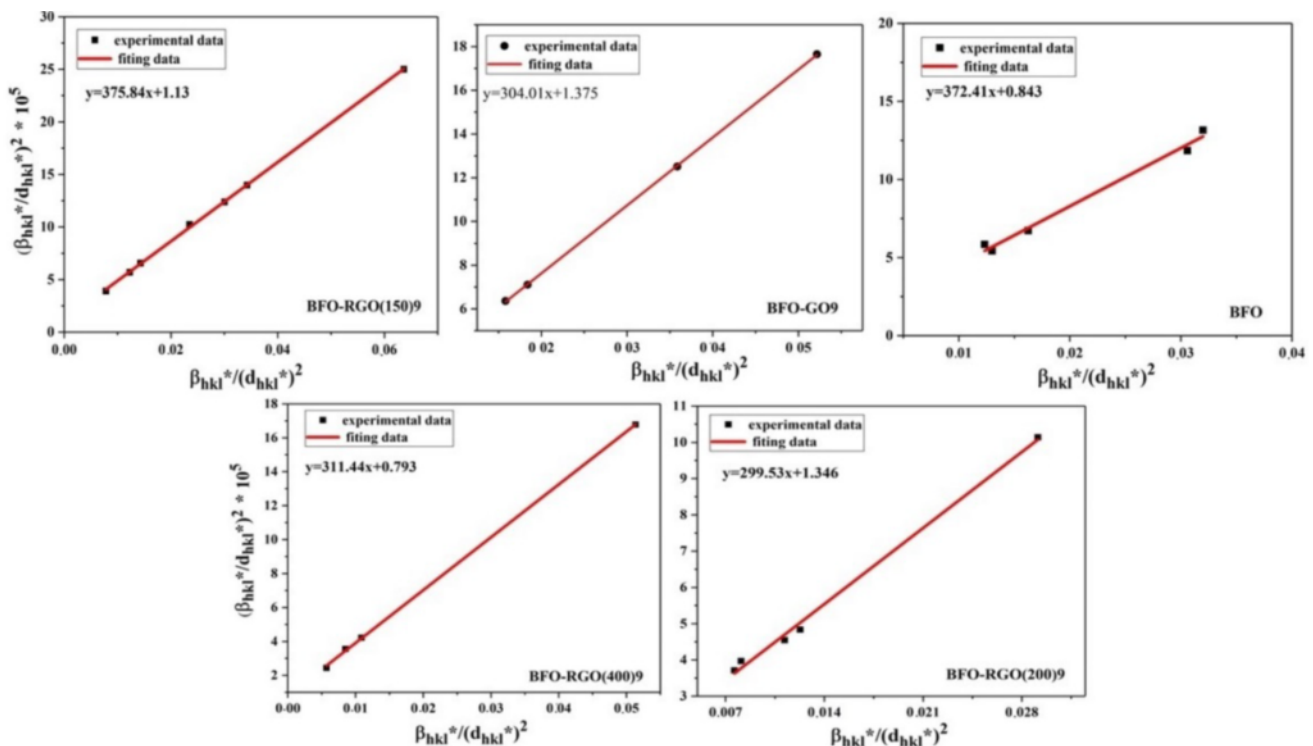 experimental data
fiting data
y=375.84x+1.13
BFO-RGO(150)9
30
25
20
15
10
5
0
0.00
0.02
0.04
0.06
(βhkl*/dhkl*)² * 10⁵
βhkl*/(dhkl*)²
experimental data
fiting data
y=304.01x+1.375
BFO-GO9
18
16
14
12
10
8
6
0 02
0 03
0 04
0 05
βhkl*/(dhkl*)²
experimental data
fiting data
y=372.41x+0.843
BFO
20
15
10
5
0
0.01
0.02
0.03
0.04
βhkl*/(dhkl*)²
experimental data
fiting data
y=311.44x+0.793
BFO-RGO(400)9
18
16
14
12
10
8
6
4
2
0.00
0.01
0.02
0.03
0.04
0.05
(βhkl*/dhkl*)² * 10⁵
βhkl*/(dhkl*)²
experimental data
fiting data
y=299.53x+1.346
BFO-RGO(200)9
11
10
9
8
7
6
5
4
3
0.007
0.014
0.021
0.028
βhkl*/(dhkl*)²